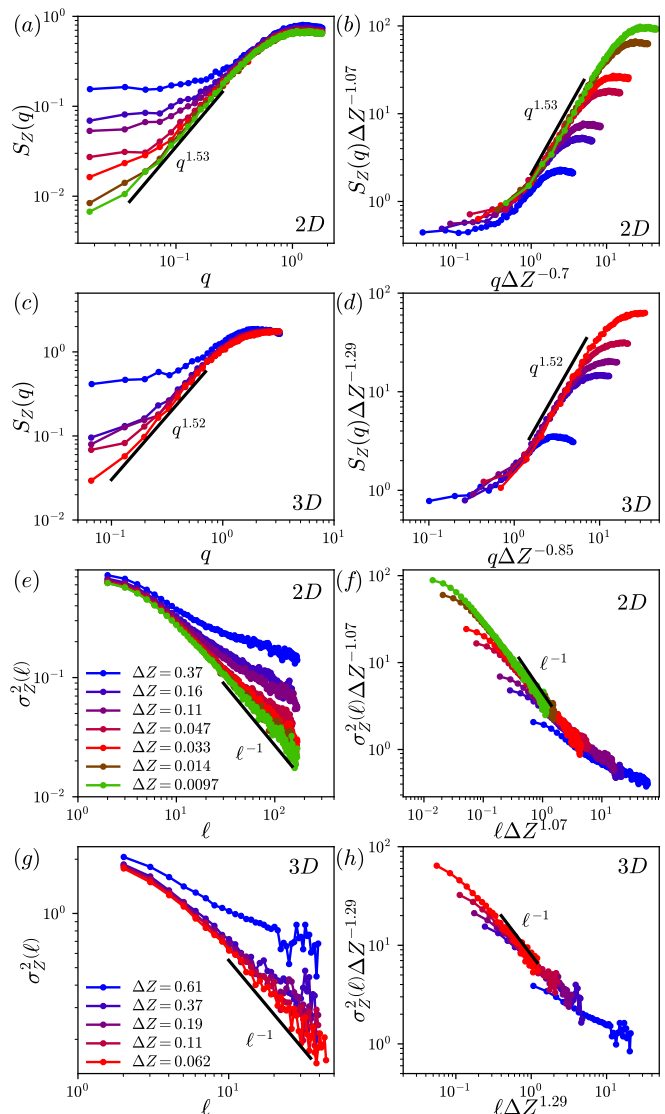 (a)
10^0
10^{-1}
10^{-2}
S_Z(q)
q^{1.53}
2D
10^{-1}
10^0
q
(b)
10^2
10^1
10^0
S_Z(q)ΔZ^{-1.07}
q^{1.53}
2D
10^{-1}
10^0
10^1
qΔZ^{-0.7}
(c)
10^0
10^{-1}
10^{-2}
S_Z(q)
q^{1.52}
3D
10^{-1}
10^0
10^1
q
(d)
10^2
10^1
10^0
S_Z(q)ΔZ^{-1.29}
q^{1.52}
3D
10^{-1}
10^0
10^1
10^2
qΔZ^{-0.85}
(e)
2D
10^{-1}
10^{-2}
σ_Z^2(ℓ)
ΔZ = 0.37
ΔZ = 0.16
ΔZ = 0.11
ΔZ = 0.047
ΔZ = 0.033
ΔZ = 0.014
ΔZ = 0.0097
ℓ^{-1}
10^0
10^1
10^2
ℓ
(f)
2D
10^2
10^1
10^0
σ_Z^2(ℓ)ΔZ^{-1.07}
ℓ^{-1}
10^{-2}
10^{-1}
10^0
10^1
ℓΔZ^{1.07}
(g)
3D
10^0
σ_Z^2(ℓ)
ΔZ = 0.61
ΔZ = 0.37
ΔZ = 0.19
ΔZ = 0.11
ΔZ = 0.062
ℓ^{-1}
10^0
10^1
ℓ
(h)
3D
10^2
10^1
10^0
σ_Z^2(ℓ)ΔZ^{-1.29}
ℓ^{-1}
10^{-1}
10^0
10^1
ℓΔZ^{1.29}